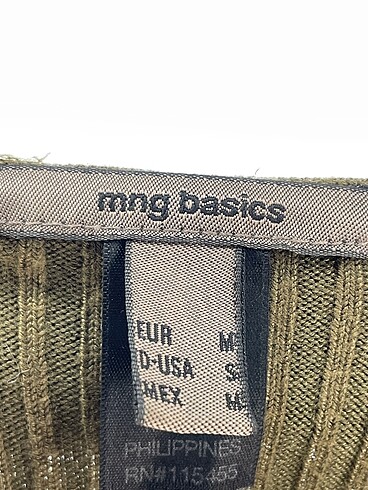 mng basics
EUR M
D-USA S
MEX M
PHILIPPINES
RN#115455